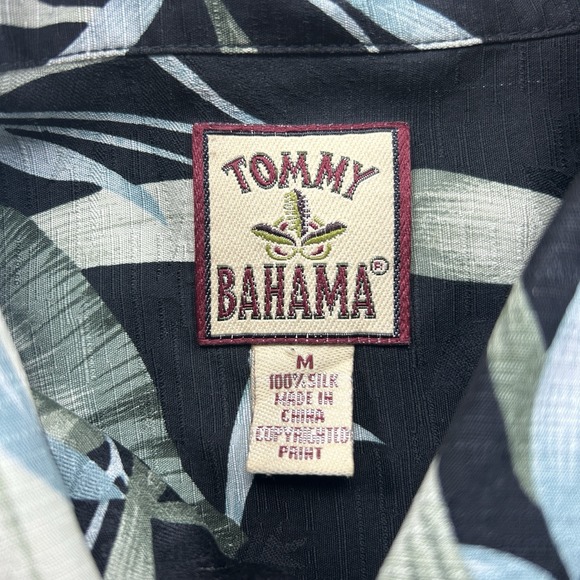 TOMMY
BAHAMA®
M
100% SILK
MADE IN
CHINA
COPYRIGHTED
PRINT